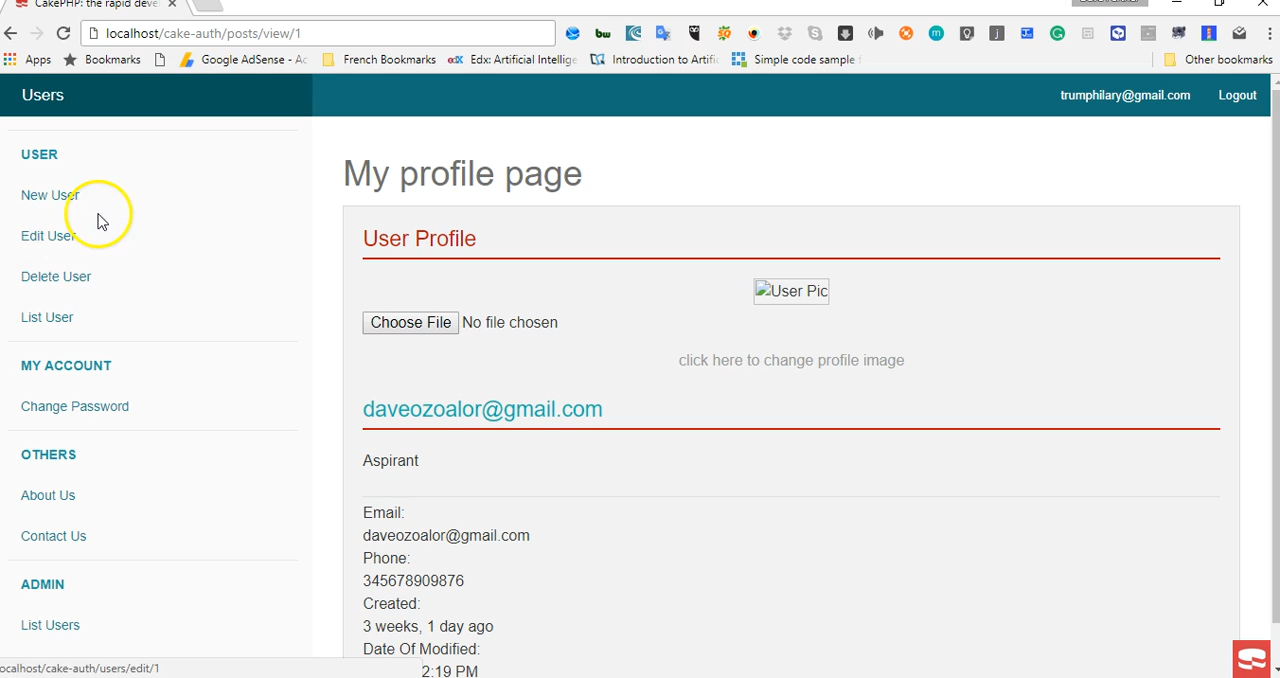 CakePHP: the rapid deve
localhost/cake-auth/posts/view/1
Apps Bookmarks Google AdSense - Ac French Bookmarks Edx: Artificial Intellige Introduction to Artifi Simple code sample Other bookmarks
Users trumphilary@gmail.com Logout
USER
New User
Edit User
Delete User
List User
MY ACCOUNT
Change Password
OTHERS
About Us
Contact Us
ADMIN
List Users
My profile page
User Profile
User Pic
Choose File No file chosen
click here to change profile image
daveozoalor@gmail.com
Aspirant
Email:
daveozoalor@gmail.com
Phone:
345678909876
Created:
3 weeks, 1 day ago
Date Of Modified:
2:19 PM
ocalhost/cake-auth/users/edit/1